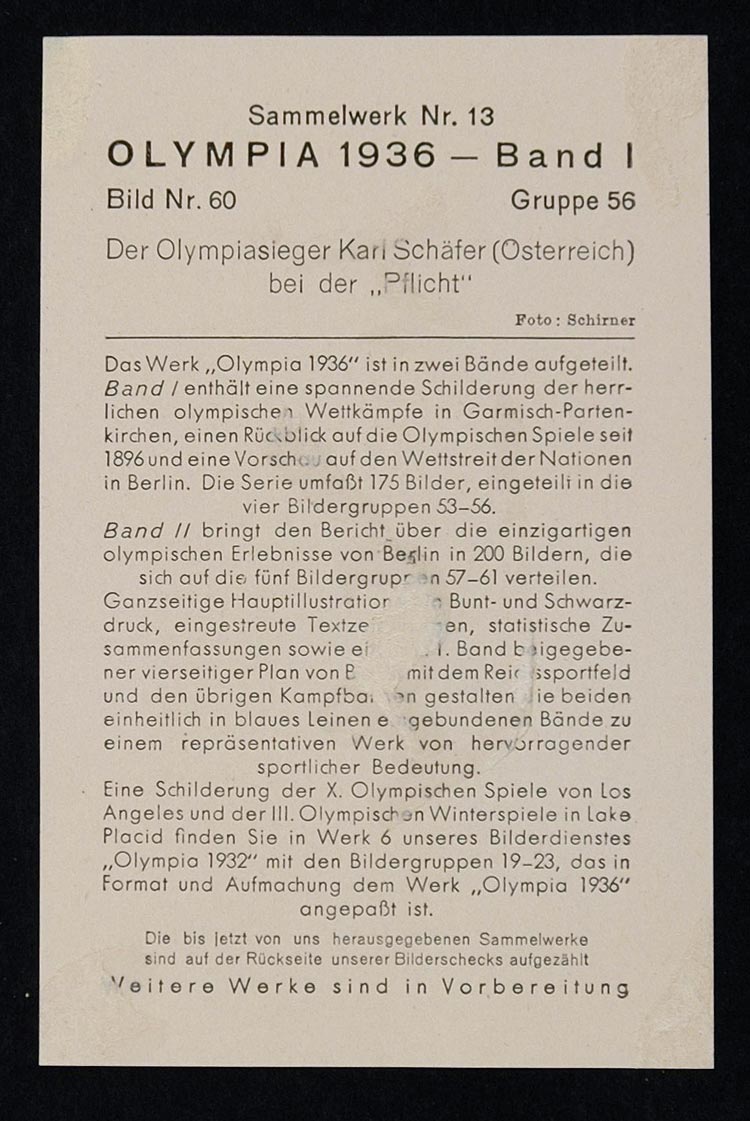 Sammelwerk Nr. 13
OLYMPIA 1936 — Band I
Bild Nr. 60 Gruppe 56
Der Olympiasieger Karl Schäfer (Österreich)
bei der „Pflicht“
Foto: Schirner
Das Werk „Olympia 1936“ ist in zwei Bände aufgeteilt.
Band I enthält eine spannende Schilderung der herr-
lichen olympischen Wettkämpfe in Garmisch-Parten-
kirchen, einen Rückblick auf die Olympischen Spiele seit
1896 und eine Vorschau auf den Wettstreit der Nationen
in Berlin. Die Serie umfaßt 175 Bilder, eingeteilt in die
vier Bildergruppen 53–56.
Band II bringt den Bericht über die einzigartigen
olympischen Erlebnisse von Berlin in 200 Bildern, die
sich auf die fünf Bildergruppen 57–61 verteilen.
Ganzseitige Hauptillustration Bunt- und Schwarz-
druck, eingestreute statistische Zu-
sammenfassungen sowie Band beigegebe-
ner vierseitiger Plan von mit dem Reichssportfeld
und den übrigen Kampfbahnen gestalten die beiden
einheitlich in blaues Leinen eingebundenen Bände zu
einem repräsentativen Werk von hervorragender
sportlicher Bedeutung.
Eine Schilderung der X. Olympischen Spiele von Los
Angeles und der III. Olympischen Winterspiele in Lake
Placid finden Sie in Werk 6 unseres Bilderdienstes
„Olympia 1932“ mit den Bildergruppen 19–23, das in
Format und Aufmachung dem Werk „Olympia 1936“
angepaßt ist.
Die bis jetzt von uns herausgegebenen Sammelwerke
sind auf der Rückseite unserer Bilderschecks aufgezählt
Weitere Werke sind in Vorbereitung